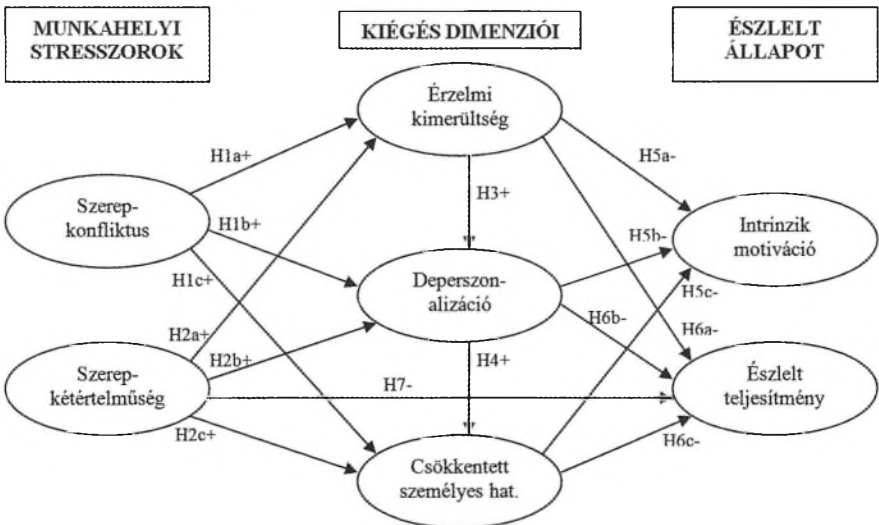 MUNKAHELYI
STRESSZOROK
KIÉGÉS DIMENZIÓI
ÉSZLELT
ÁLLAPOT
Érzelmi
kimerültség
H1a+
H5a-
Szerep-
konfliktus
H1b+
H3+
H5b-
Intrinzik
motiváció
H1c+
Deperszon-
alizáció
H5c-
H2a+
H6b-
H6a-
H2b+
H4+
Szerep-
kétértelműség
H7-
Észlelt
teljesítmény
H2c+
H6c-
Csökkentett
személyes hat.